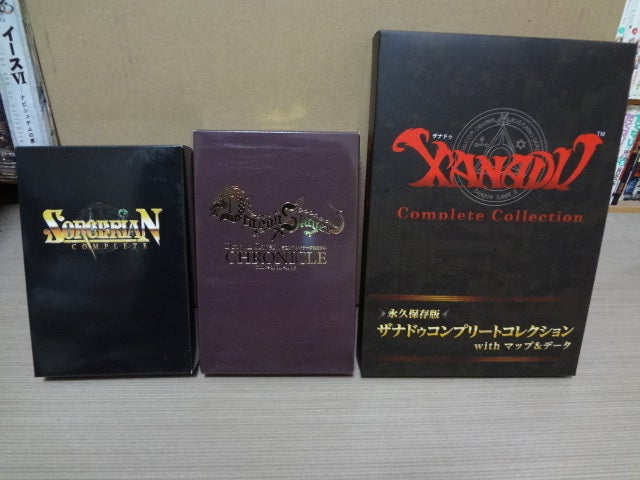 イースVI
SORCERIAN
COMPLETE
Dragon Slayer
CHRONICLE
ザナドゥ
XANADU™
Complete Collection
永久保存版
ザナドゥコンプリートコレクション
with マップ&データ